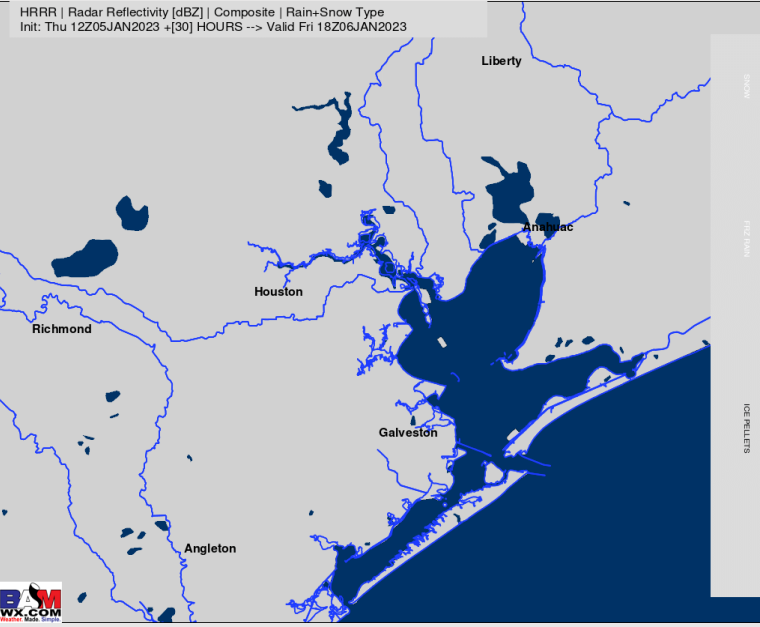 HRRR | Radar Reflectivity [dBZ] | Composite | Rain+Snow Type
Init: Thu 12Z05JAN2023 +[30] HOURS --> Valid Fri 18Z06JAN2023
Liberty
SNOW
Anahuac
FRZ RAIN
Houston
Richmond
Galveston
ICE PELLETS
Angleton
BAM
WX.COM
Weather. Made. Simple.